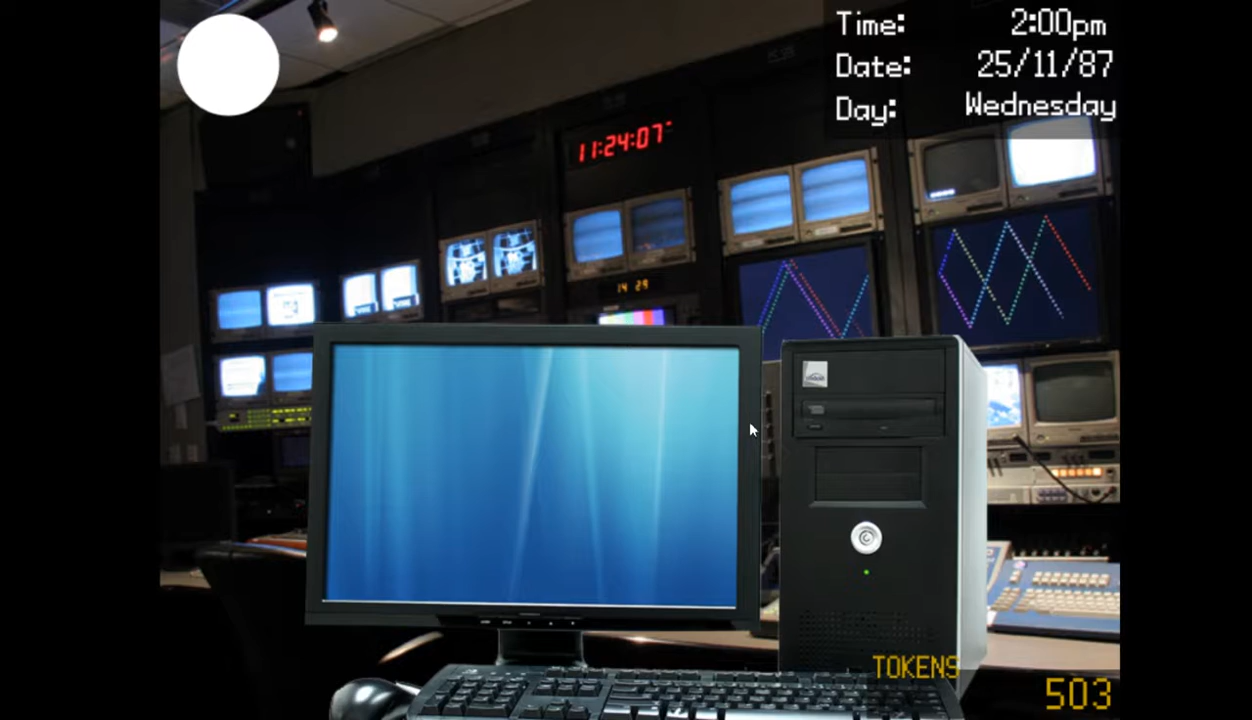 Time: 2:00pm
Date: 25/11/87
Day: Wednesday
11:24:07
14 29
TOKENS
503